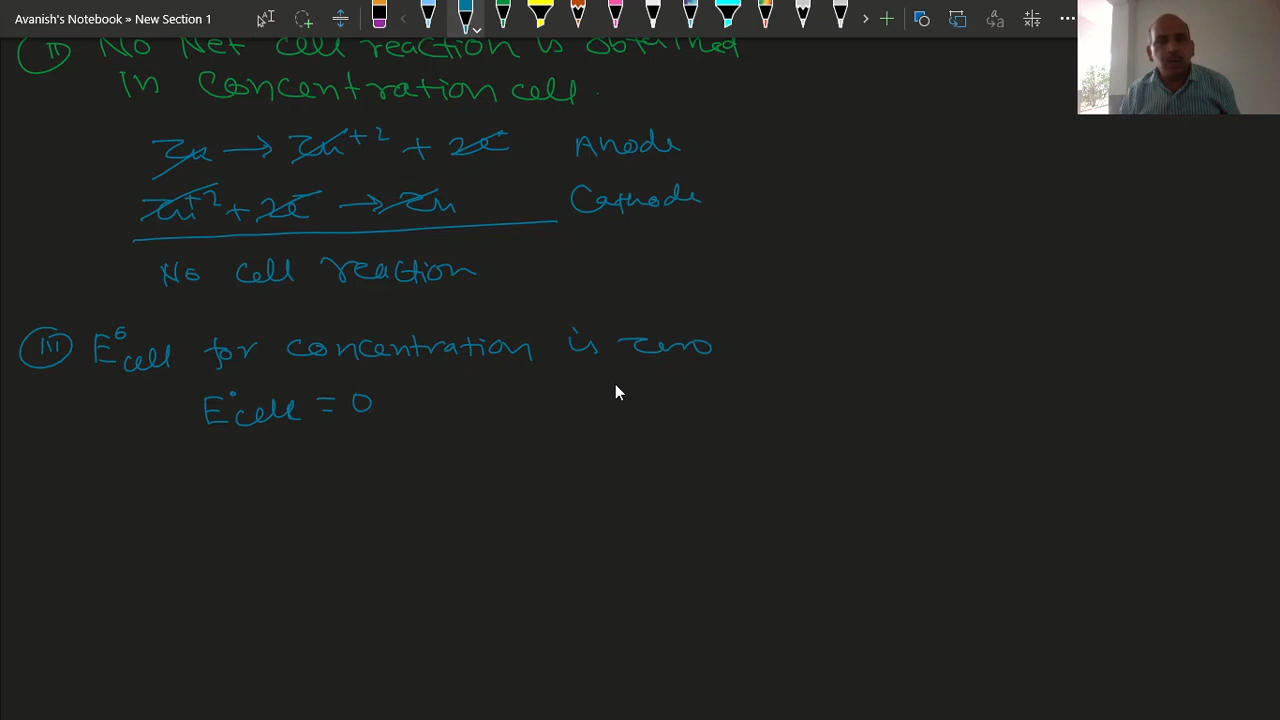 Avanish's Notebook » New Section 1
(II) No Net cell reaction is obtained
In Concentration cell.
Zn → Zn+2 + 2e- Anode
Zn+2 + 2e- → Zn Cathode
No cell reaction
(III) E°cell for concentration is zero
E°cell = 0